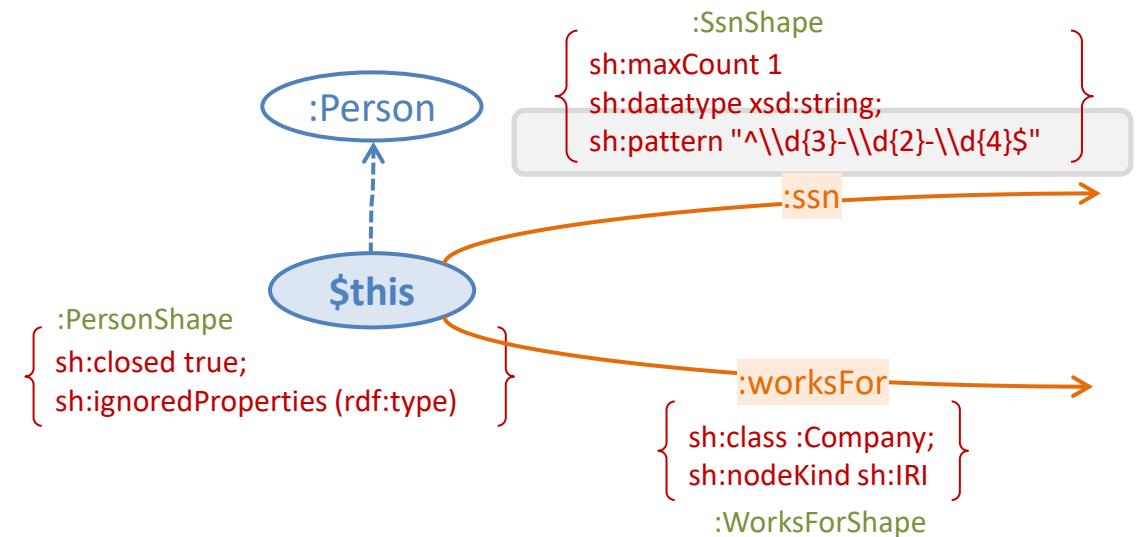 :SsnShape
sh:maxCount 1
sh:datatype xsd:string;
sh:pattern "^\\d{3}-\\d{2}-\\d{4}$"
:Person
:ssn
$this
:PersonShape
sh:closed true;
sh:ignoredProperties (rdf:type)
:worksFor
sh:class :Company;
sh:nodeKind sh:IRI
:WorksForShape